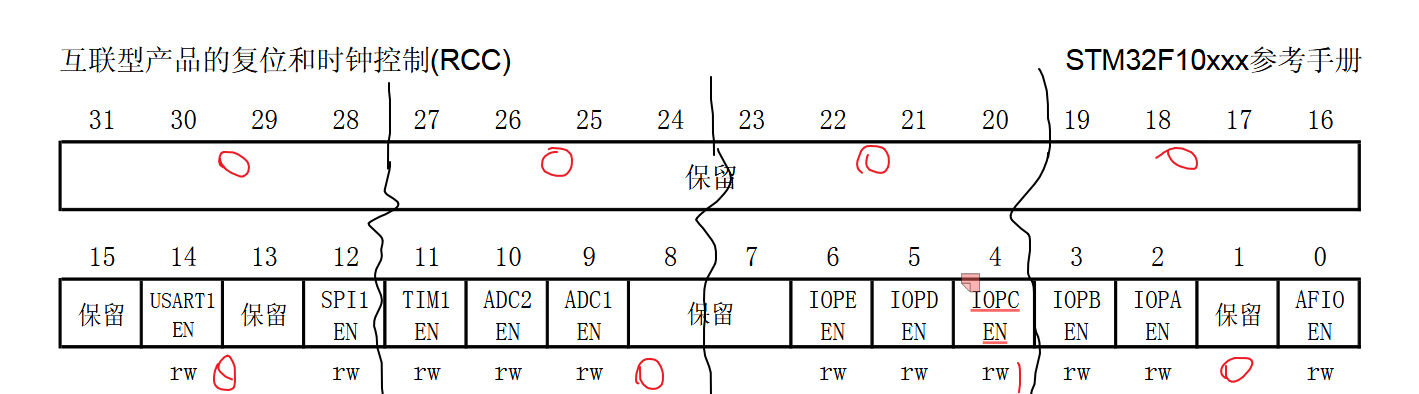 互联型产品的复位和时钟控制(RCC) STM32F10xxx参考手册
31 30 29 28 27 26 25 24 23 22 21 20 19 18 17 16
0 0 0 0
保留
15 14 13 12 11 10 9 8 7 6 5 4 3 2 1 0
保留 USART1 EN 保留 SPI1 EN TIM1 EN ADC2 EN ADC1 EN 保留 IOPE EN IOPD EN IOPC EN IOPB EN IOPA EN 保留 AFIO EN
rw rw rw rw rw rw rw rw rw rw rw
0 0 1 0